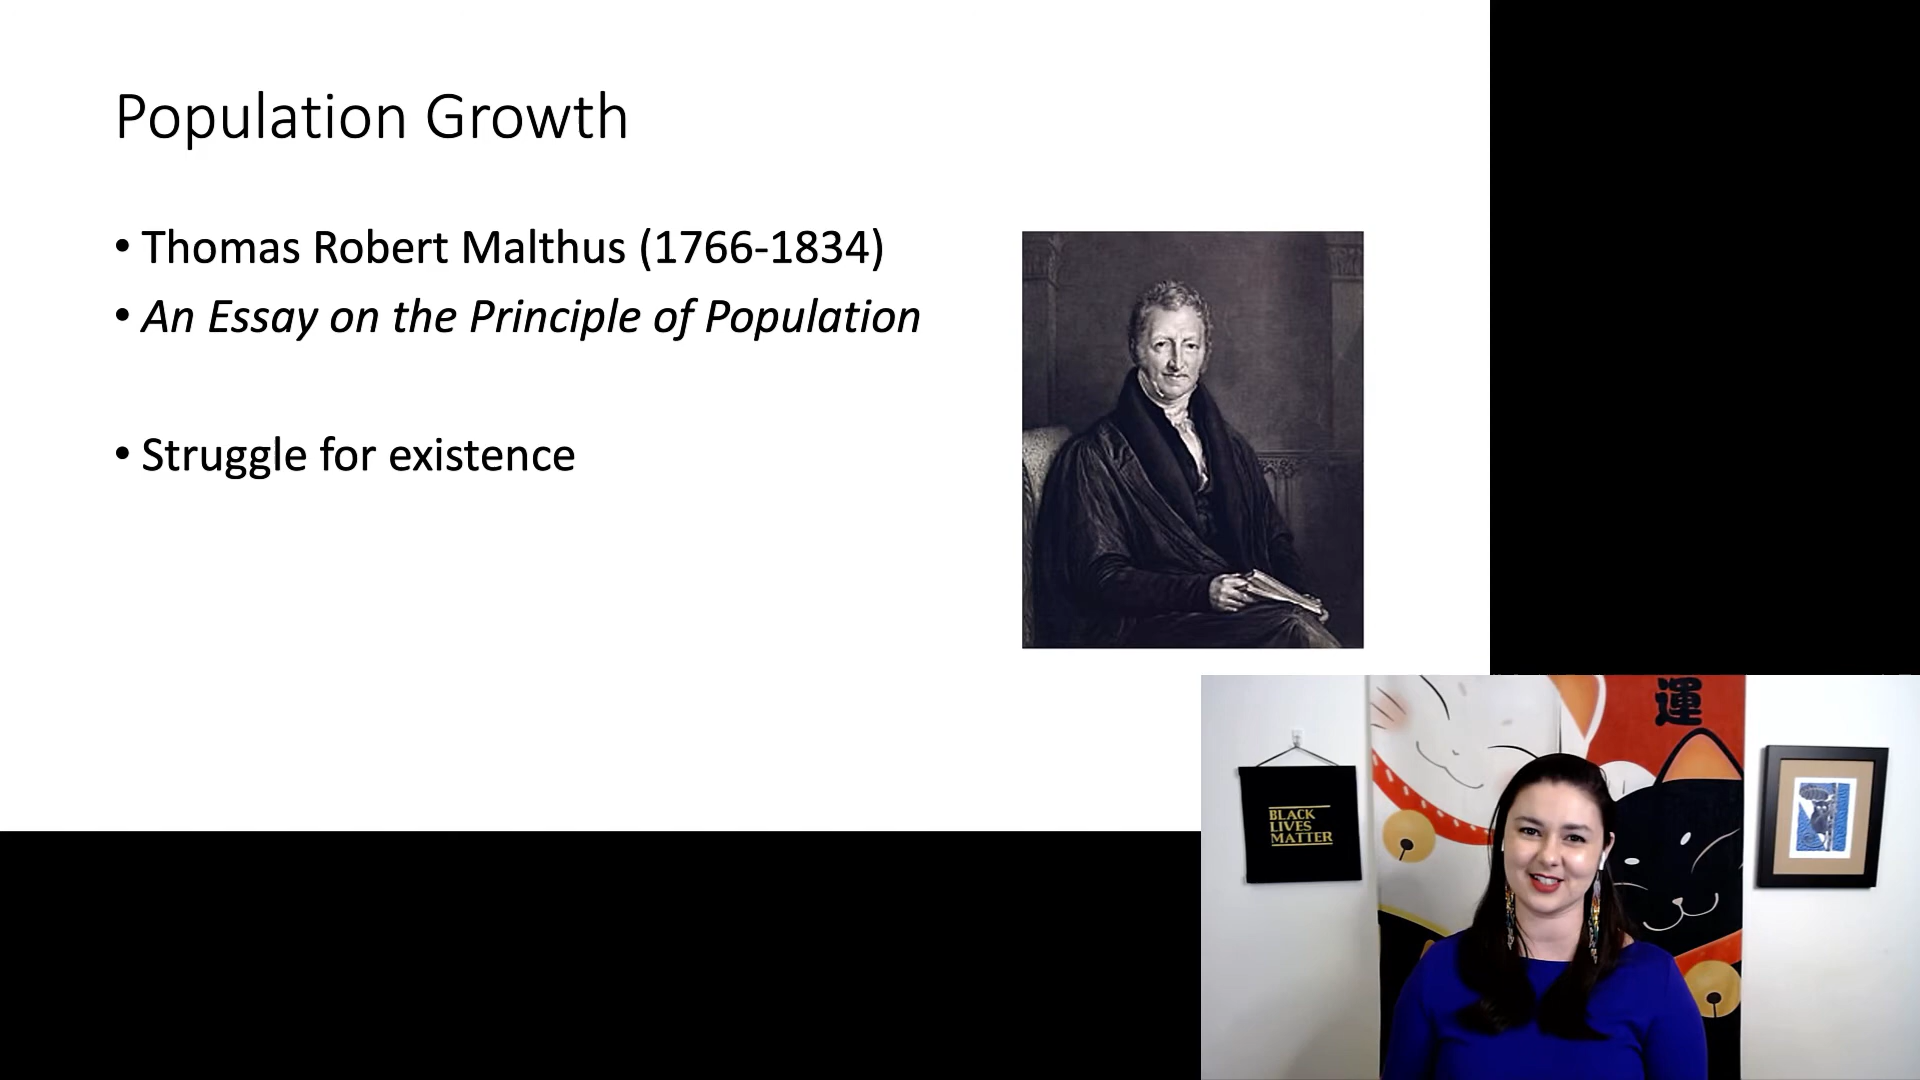 Population Growth
• Thomas Robert Malthus (1766-1834)
• An Essay on the Principle of Population
• Struggle for existence
運
BLACK
LIVES
MATTER